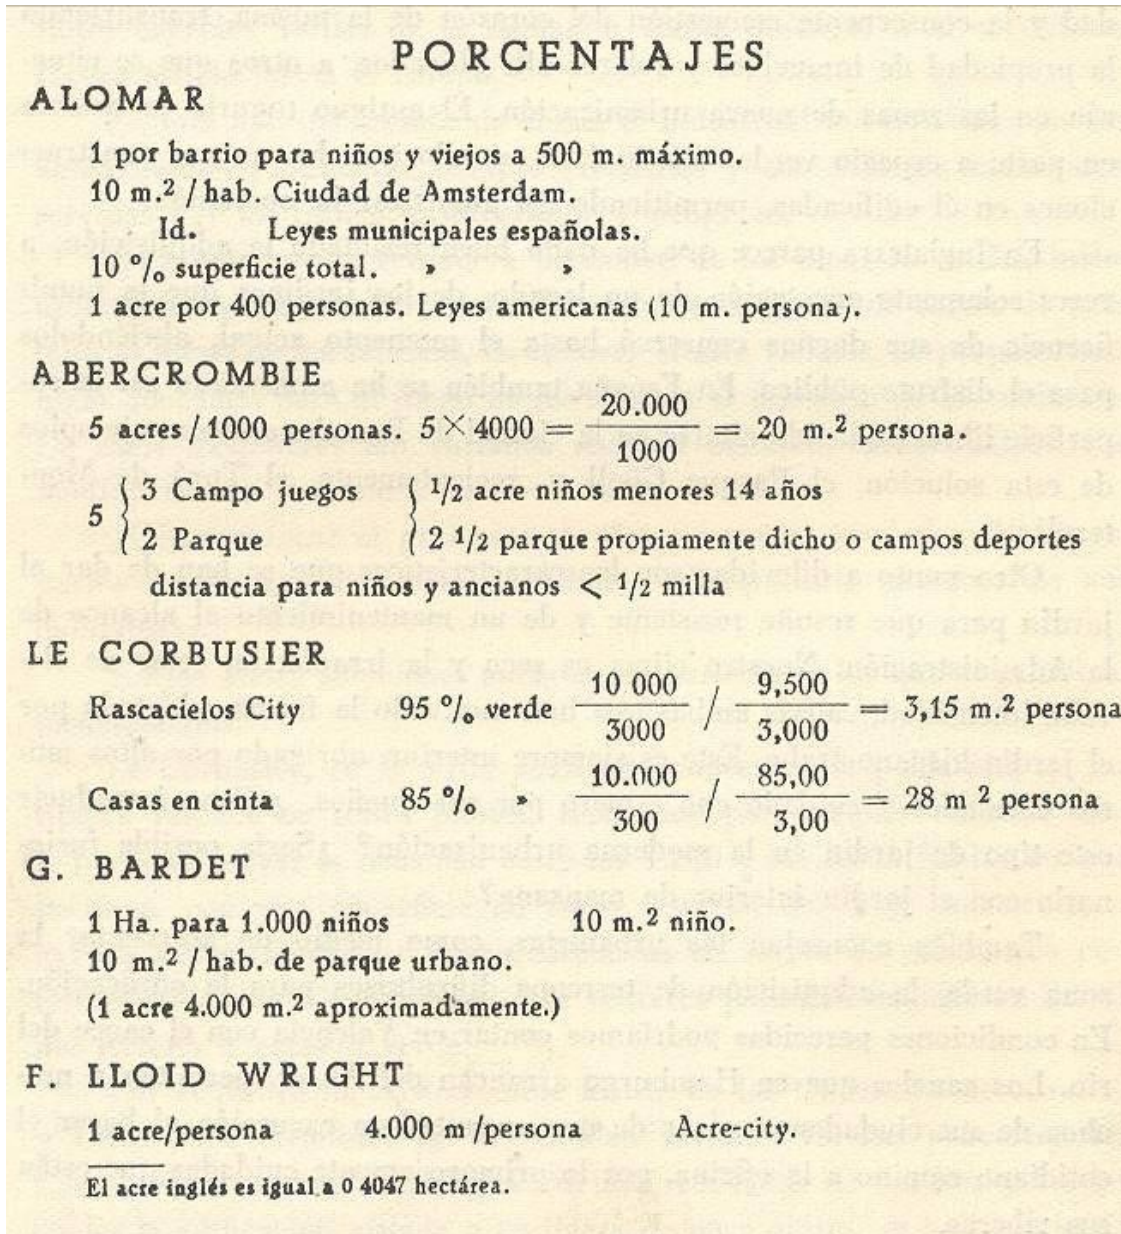 PORCENTAJES
ALOMAR
1 por barrio para niños y viejos a 500 m. máximo.
10 m.² / hab. Ciudad de Amsterdam.
Id. Leyes municipales españolas.
10 % superficie total. » »
1 acre por 400 personas. Leyes americanas (10 m. persona).
ABERCROMBIE
5 acres / 1000 personas. 5 × 4000 = 20.000 / 1000 = 20 m.² persona.
5 { 3 Campo juegos { 1/2 acre niños menores 14 años
2 Parque 2 1/2 parque propiamente dicho o campos deportes
distancia para niños y ancianos < 1/2 milla
LE CORBUSIER
Rascacielos City 95 % verde 10 000 / 3000 / 9,500 / 3,000 = 3,15 m.² persona
Casas en cinta 85 % » 10.000 / 300 / 85,00 / 3,00 = 28 m ² persona
G. BARDET
1 Ha. para 1.000 niños 10 m.² niño.
10 m.² / hab. de parque urbano.
(1 acre 4.000 m.² aproximadamente.)
F. LLOID WRIGHT
1 acre/persona 4.000 m /persona Acre-city.
El acre inglés es igual a 0 4047 hectárea.